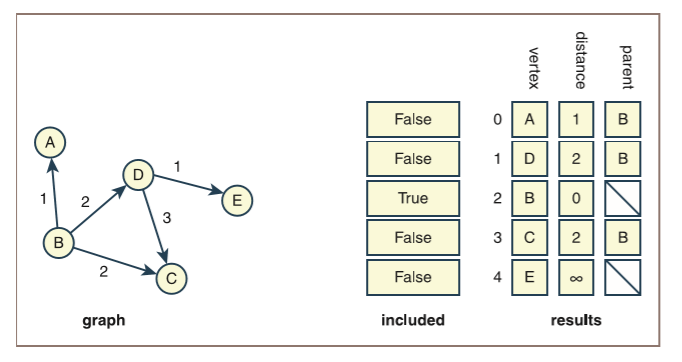 vertex
distance
parent
False 0 A 1 B
False 1 D 2 B
True 2 B 0
False 3 C 2 B
False 4 E ∞
A
1
D
1
E
2
3
B
2
C
graph
included
results